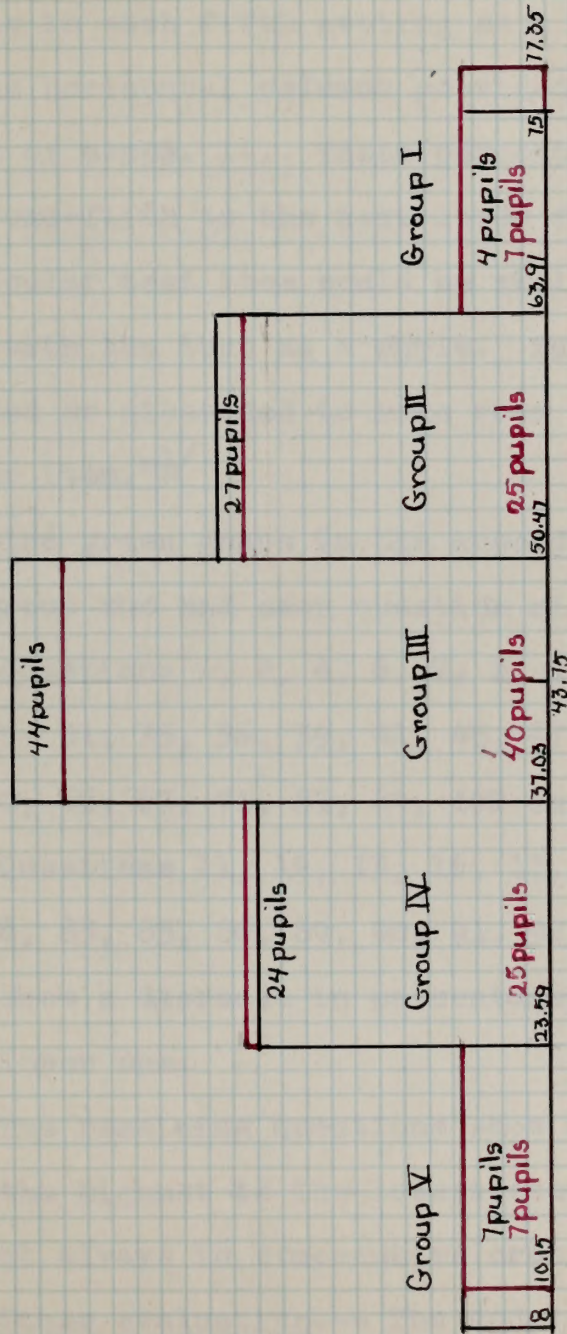 Group V
Group IV
Group III
Group II
Group I
7 pupils
7 pupils
24 pupils
25 pupils
44 pupils
40 pupils
27 pupils
25 pupils
4 pupils
7 pupils
8
10.15
23.59
37.03
43.75
50.47
63.91
75
77.35